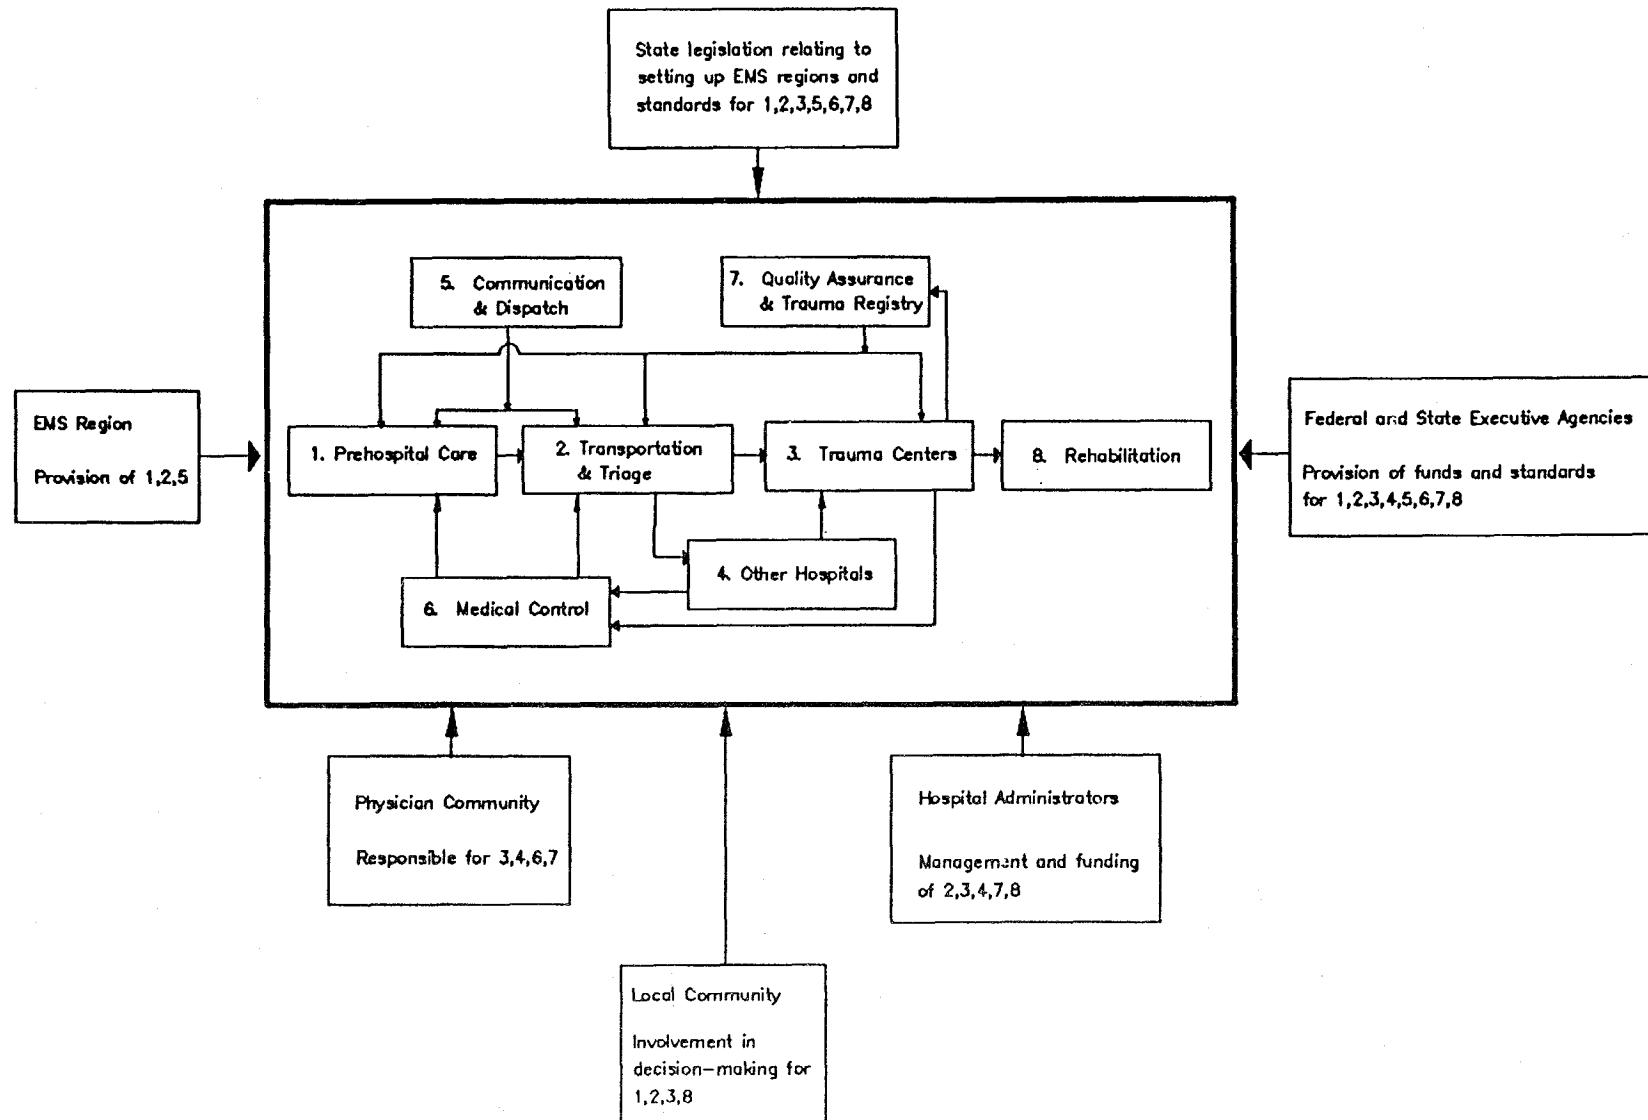 State legislation relating to
setting up EMS regions and
standards for 1,2,3,5,6,7,8
5. Communication
& Dispatch
7. Quality Assurance
& Trauma Registry
EMS Region
Provision of 1,2,5
1. Prehospital Care
2. Transportation
& Triage
3. Trauma Centers
8. Rehabilitation
Federal and State Executive Agencies
Provision of funds and standards
for 1,2,3,4,5,6,7,8
4. Other Hospitals
6. Medical Control
Physician Community
Responsible for 3,4,6,7
Hospital Administrators
Management and funding
of 2,3,4,7,8
Local Community
Involvement in
decision-making for
1,2,3,8